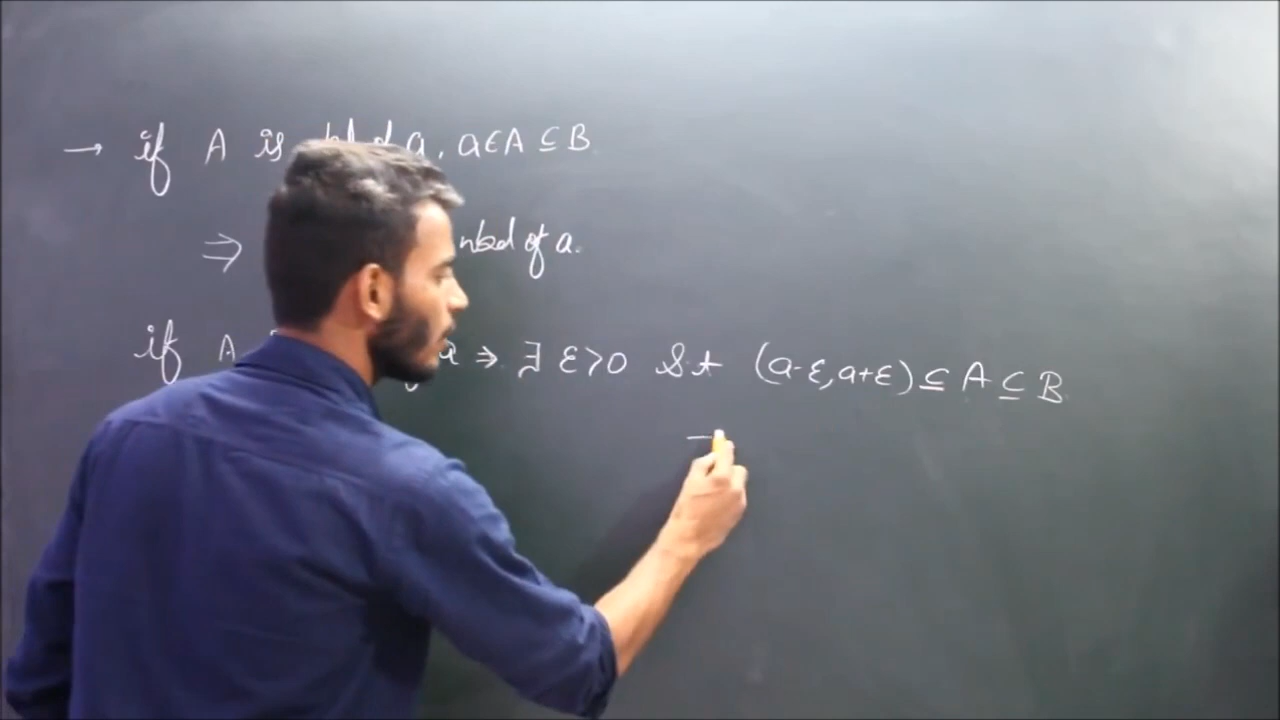 → if A is nbd of a, a∈A ⊆ B
⇒ nbd of a.
if A a ⇒ ∃ ε>0 S.t (a-ε,a+ε) ⊆ A ⊆ B